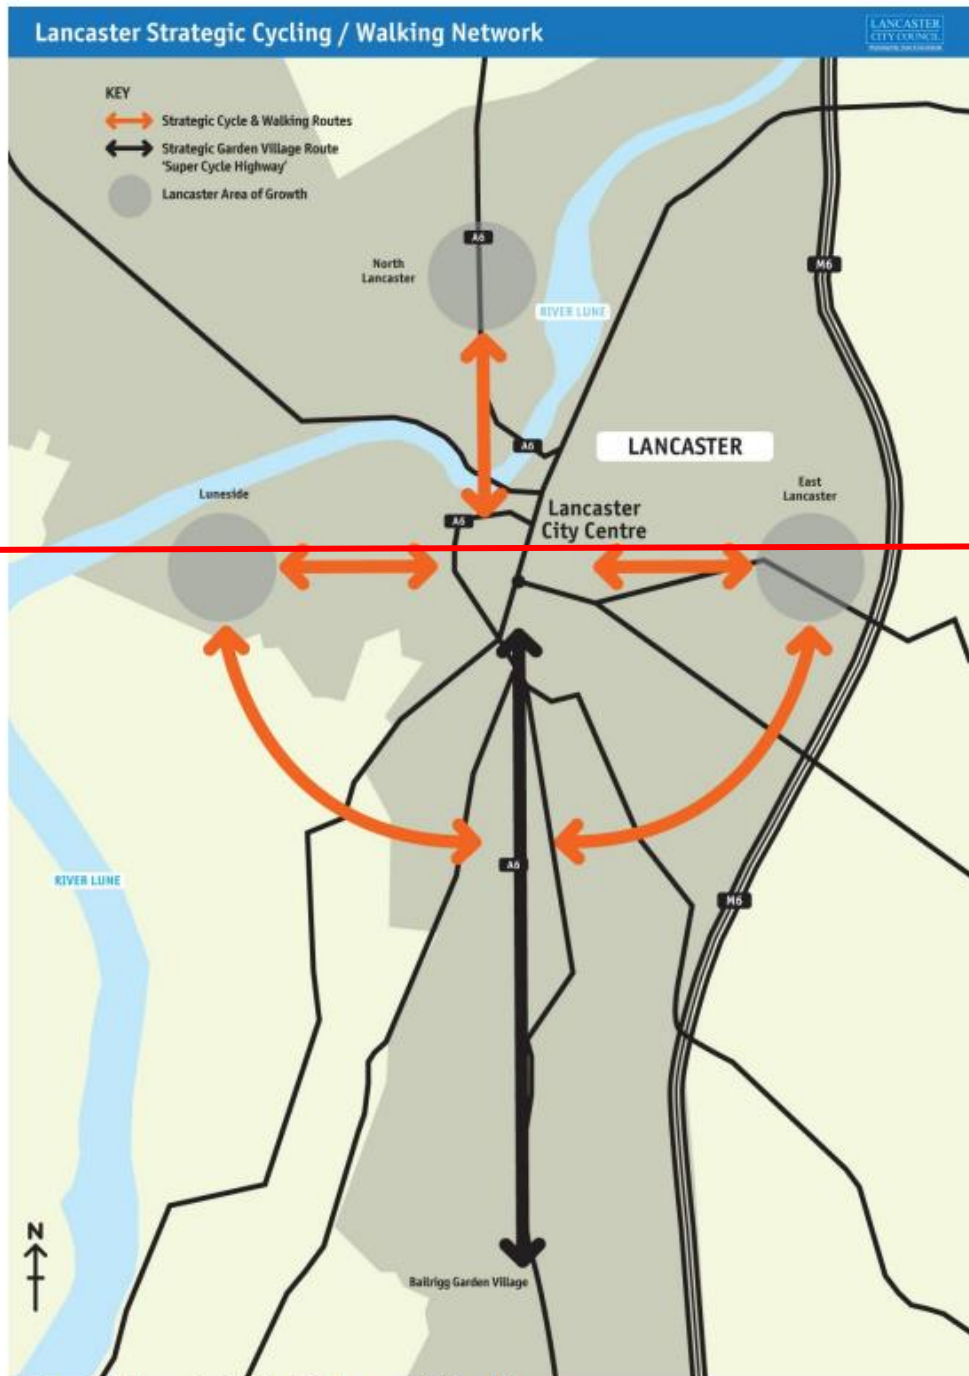 Lancaster Strategic Cycling / Walking Network
LANCASTER
CITY COUNCIL
KEY
Strategic Cycle & Walking Routes
Strategic Garden Village Route
'Super Cycle Highway'
Lancaster Area of Growth
A6
North
Lancaster
M6
RIVER LUNE
A6
LANCASTER
Luneside
East
Lancaster
Lancaster
City Centre
A6
A6
RIVER LUNE
M6
N
Bailrigg Garden Village